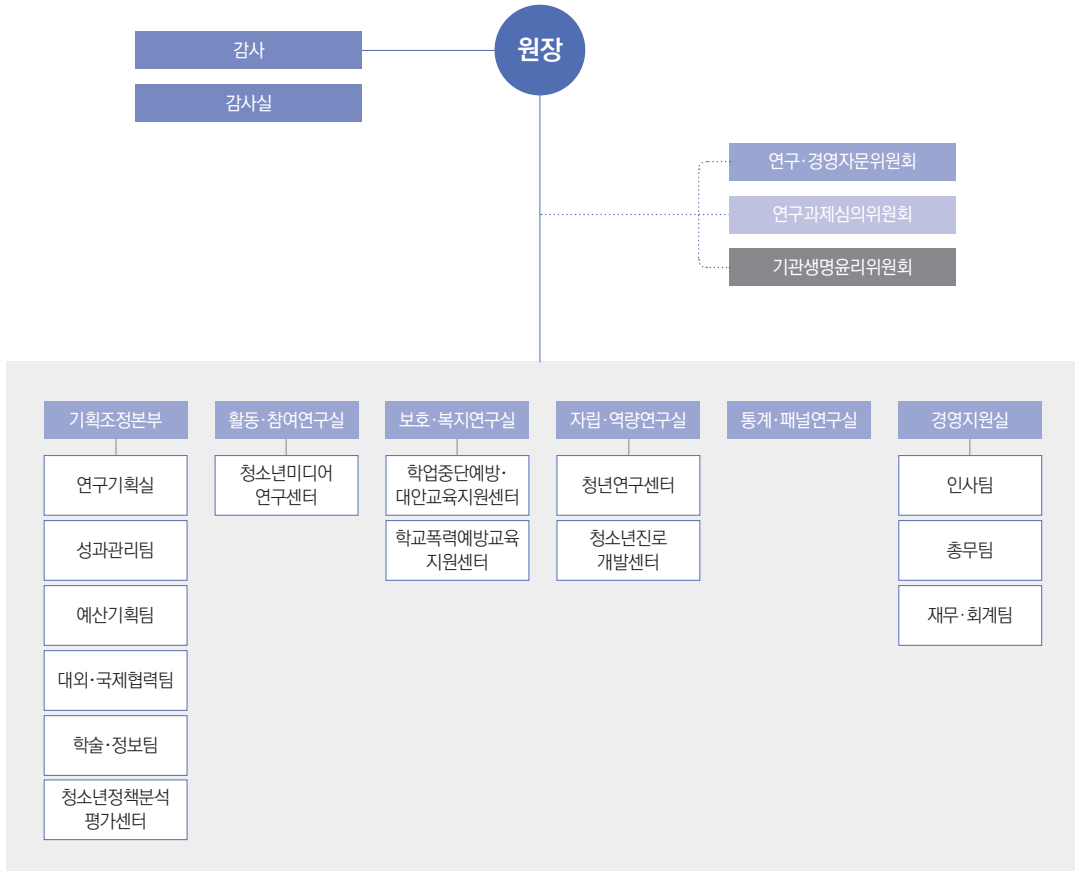 원장
감사
감사실
연구·경영자문위원회
연구과제심의위원회
기관생명윤리위원회
기획조정본부
연구기획실
성과관리팀
예산기획팀
대외·국제협력팀
학술·정보팀
청소년정책분석
평가센터
활동·참여연구실
청소년미디어
연구센터
보호·복지연구실
학업중단예방·
대안교육지원센터
학교폭력예방교육
지원센터
자립·역량연구실
청년연구센터
청소년진로
개발센터
통계·패널연구실
경영지원실
인사팀
총무팀
재무·회계팀